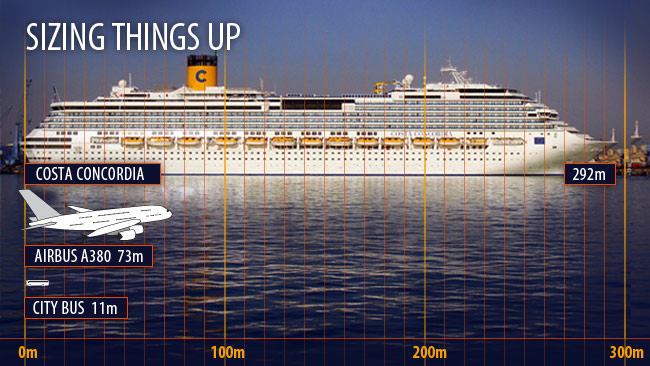 SIZING THINGS UP
C
COSTA CONCORDIA
292m
AIRBUS A380 73m
CITY BUS 11m
0m 100m 200m 300m